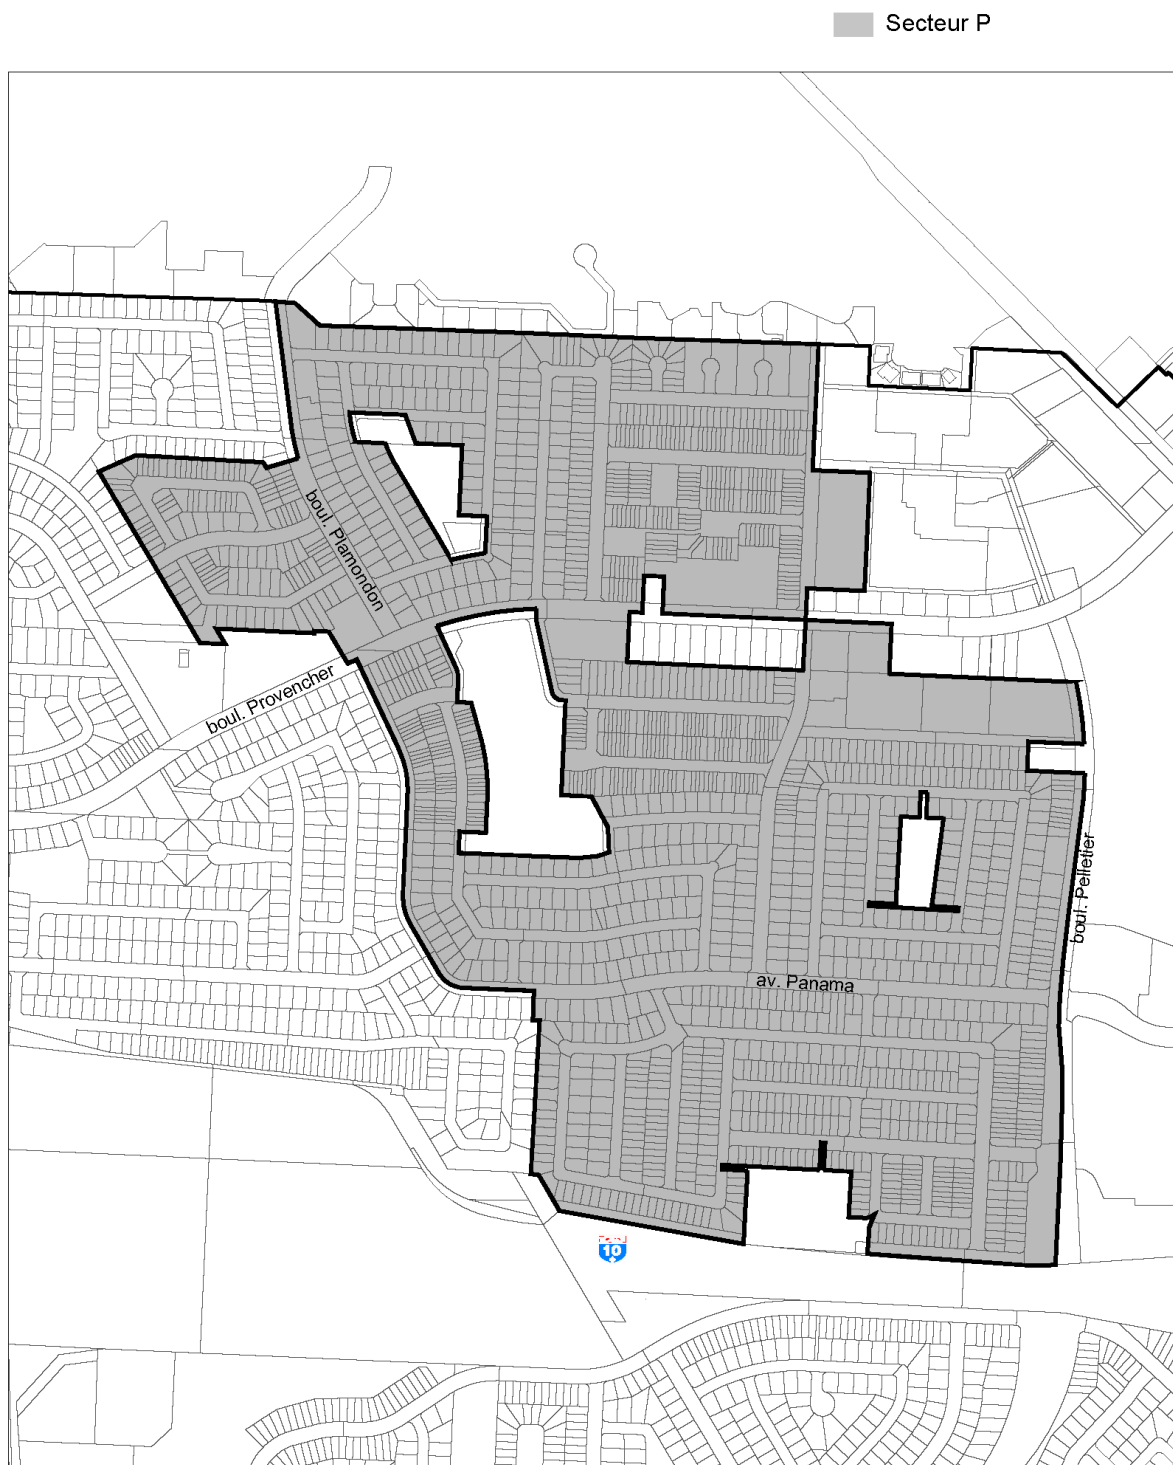 Secteur P
boul. Plamondon
boul. Provencher
boul. Pelletier
av. Panama
10